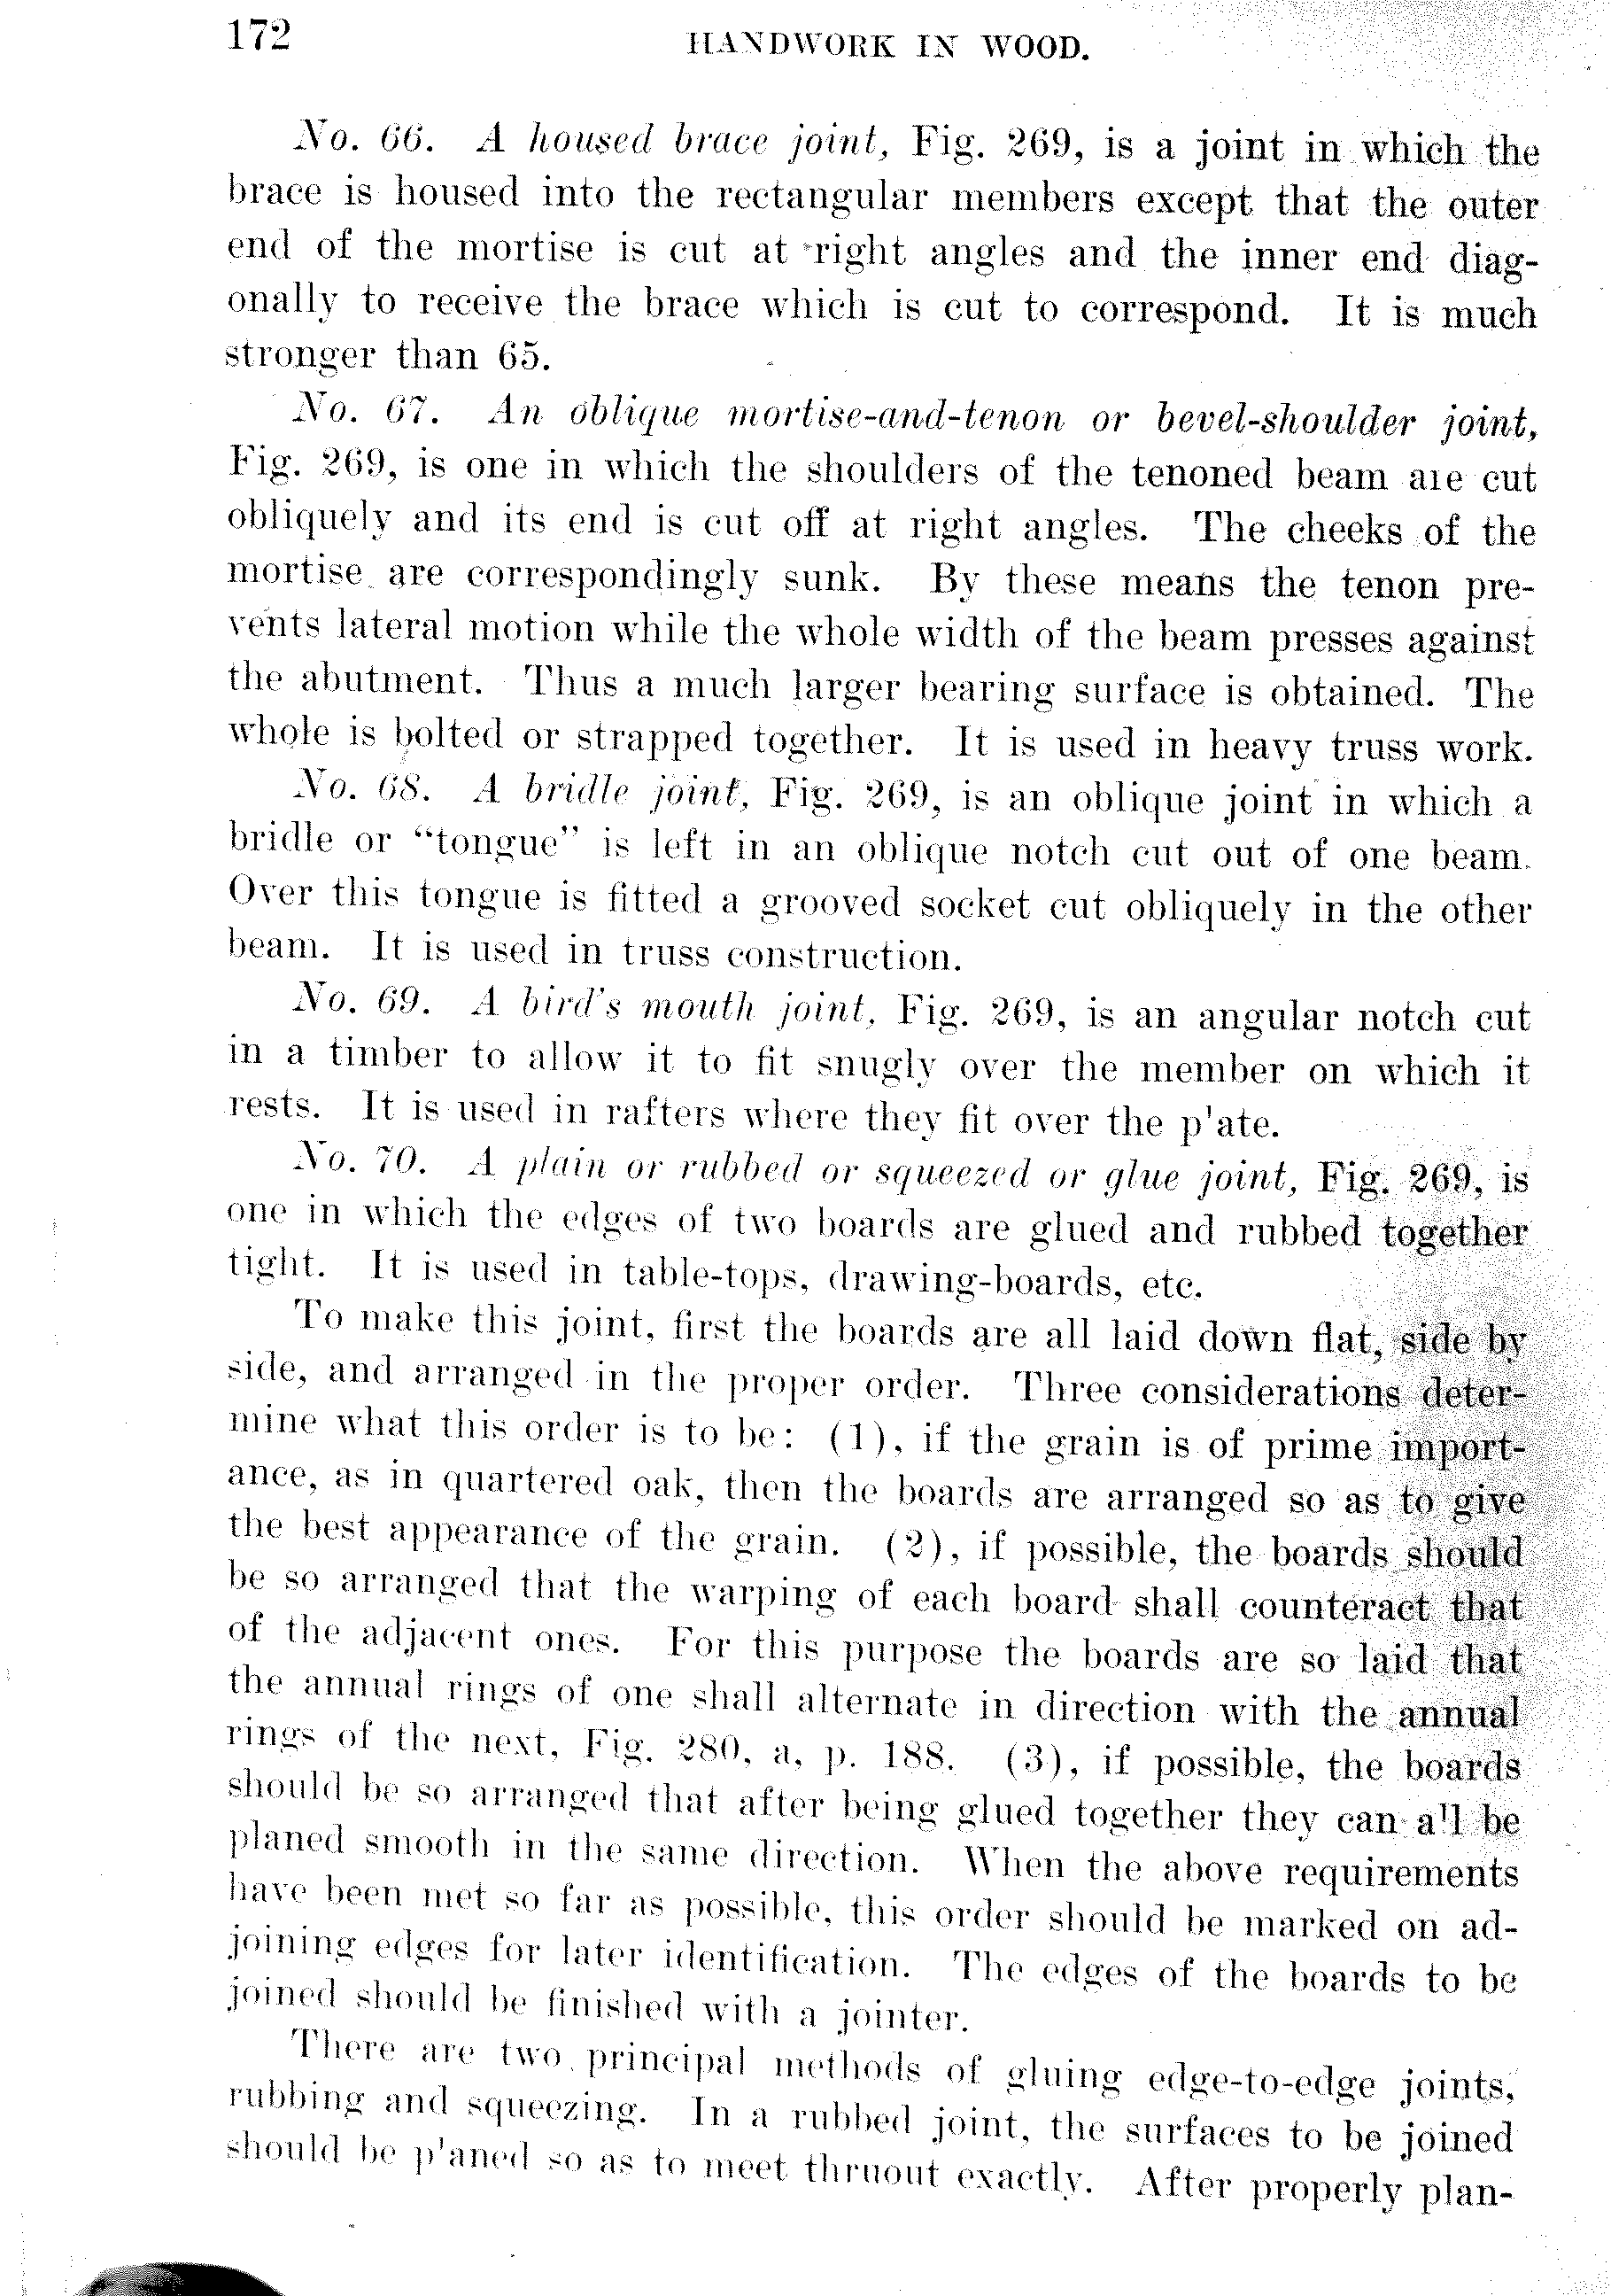 172
HANDWORK IN WOOD.
No. 66. A housed brace joint, Fig. 269, is a joint in which the
brace is housed into the rectangular members except that the outer
end of the mortise is cut at right angles and the inner end diag-
onally to receive the brace which is cut to correspond. It is much
stronger than 65.
No. 67. An oblique mortise-and-tenon or bevel-shoulder joint,
Fig. 269, is one in which the shoulders of the tenoned beam are cut
obliquely and its end is cut off at right angles. The cheeks of the
mortise are correspondingly sunk. By these means the tenon pre-
vents lateral motion while the whole width of the beam presses against
the abutment. Thus a much larger bearing surface is obtained. The
whole is bolted or strapped together. It is used in heavy truss work.
No. 68. A bridle joint, Fig. 269, is an oblique joint in which a
bridle or “tongue” is left in an oblique notch cut out of one beam.
Over this tongue is fitted a grooved socket cut obliquely in the other
beam. It is used in truss construction.
No. 69. A bird's mouth joint, Fig. 269, is an angular notch cut
in a timber to allow it to fit snugly over the member on which it
rests. It is used in rafters where they fit over the p'ate.
No. 70. A plain or rubbed or squeezed or glue joint, Fig. 269, is
one in which the edges of two boards are glued and rubbed together
tight. It is used in table-tops, drawing-boards, etc.
To make this joint, first the boards are all laid down flat, side by
side, and arranged in the proper order. Three considerations deter-
mine what this order is to be: (1), if the grain is of prime import-
ance, as in quartered oak, then the boards are arranged so as to give
the best appearance of the grain. (2), if possible, the boards should
be so arranged that the warping of each board shall counteract that
of the adjacent ones. For this purpose the boards are so laid that
the annual rings of one shall alternate in direction with the annual
rings of the next, Fig. 280, a, p. 188. (3), if possible, the boards
should be so arranged that after being glued together they can all be
planed smooth in the same direction. When the above requirements
have been met so far as possible, this order should be marked on ad-
joining edges for later identification. The edges of the boards to be
joined should be finished with a jointer.
There are two principal methods of gluing edge-to-edge joints,
rubbing and squeezing. In a rubbed joint, the surfaces to be joined
should be p'aned so as to meet thruout exactly. After properly plan-